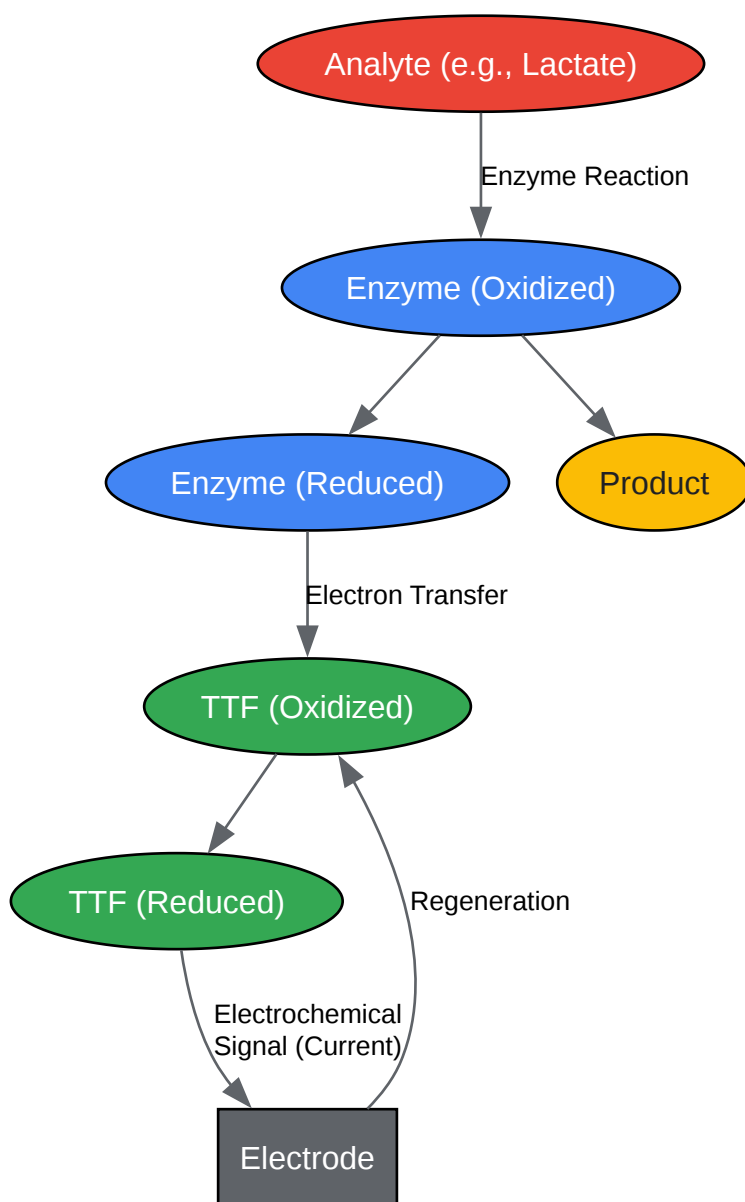 Analyte (e.g., Lactate)
Enzyme Reaction
Enzyme (Oxidized)
Enzyme (Reduced)
Product
Electron Transfer
TTF (Oxidized)
TTF (Reduced)
Regeneration
Electrochemical
Signal (Current)
Electrode